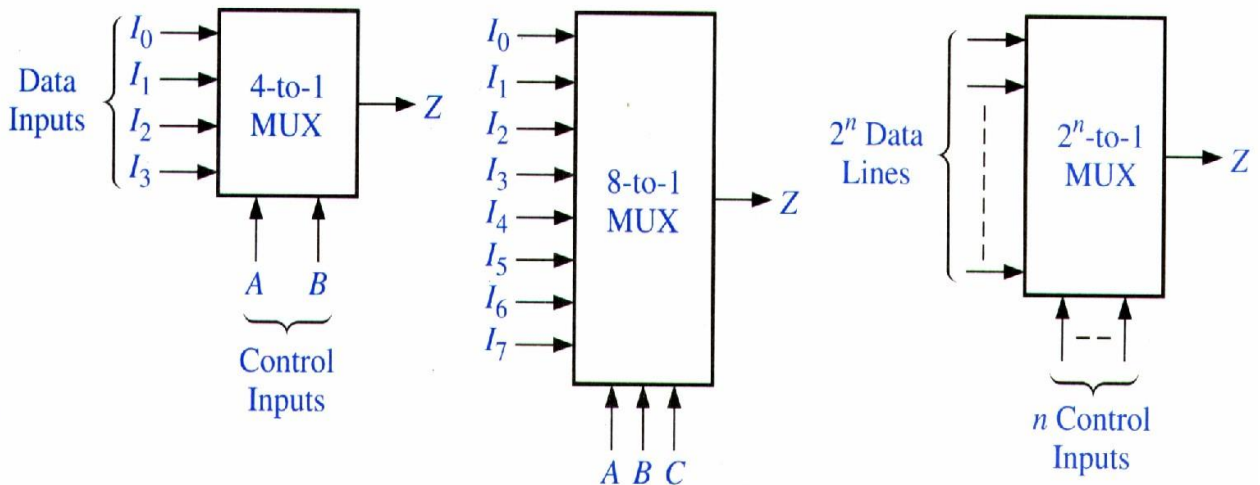 Data
Inputs
I0
I1
I2
I3
4-to-1
MUX
Z
A
B
Control
Inputs
I0
I1
I2
I3
I4
I5
I6
I7
8-to-1
MUX
Z
A B C
2^n Data
Lines
2^n-to-1
MUX
Z
n Control
Inputs